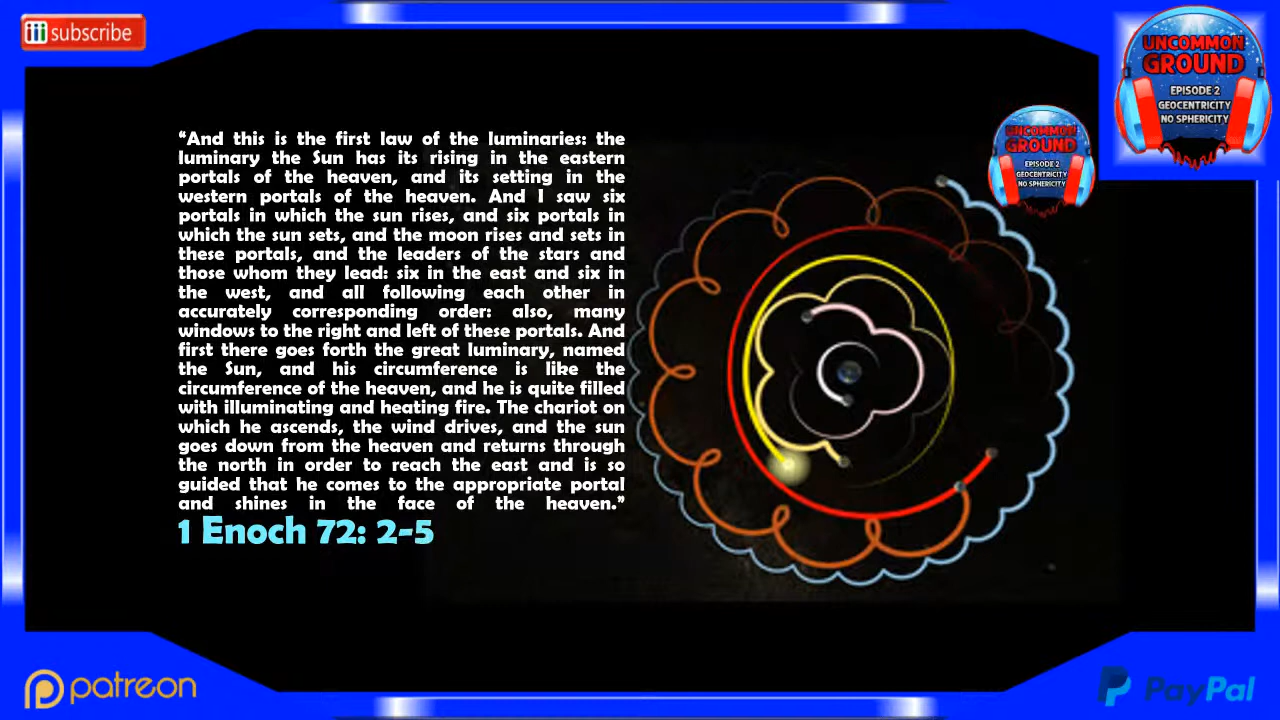 subscribe
UNCOMMON
GROUND
EPISODE 2
GEOCENTRICITY
NO SPHERICITY
UNCOMMON
GROUND
EPISODE 2
GEOCENTRICITY
NO SPHERICITY
“And this is the first law of the luminaries: the
luminary the Sun has its rising in the eastern
portals of the heaven, and its setting in the
western portals of the heaven. And I saw six
portals in which the sun rises, and six portals in
which the sun sets, and the moon rises and sets in
these portals, and the leaders of the stars and
those whom they lead: six in the east and six in
the west, and all following each other in
accurately corresponding order: also, many
windows to the right and left of these portals. And
first there goes forth the great luminary, named
the Sun, and his circumference is like the
circumference of the heaven, and he is quite filled
with illuminating and heating fire. The chariot on
which he ascends, the wind drives, and the sun
goes down from the heaven and returns through
the north in order to reach the east and is so
guided that he comes to the appropriate portal
and shines in the face of the heaven.”
1 Enoch 72: 2-5
patreon
PayPal